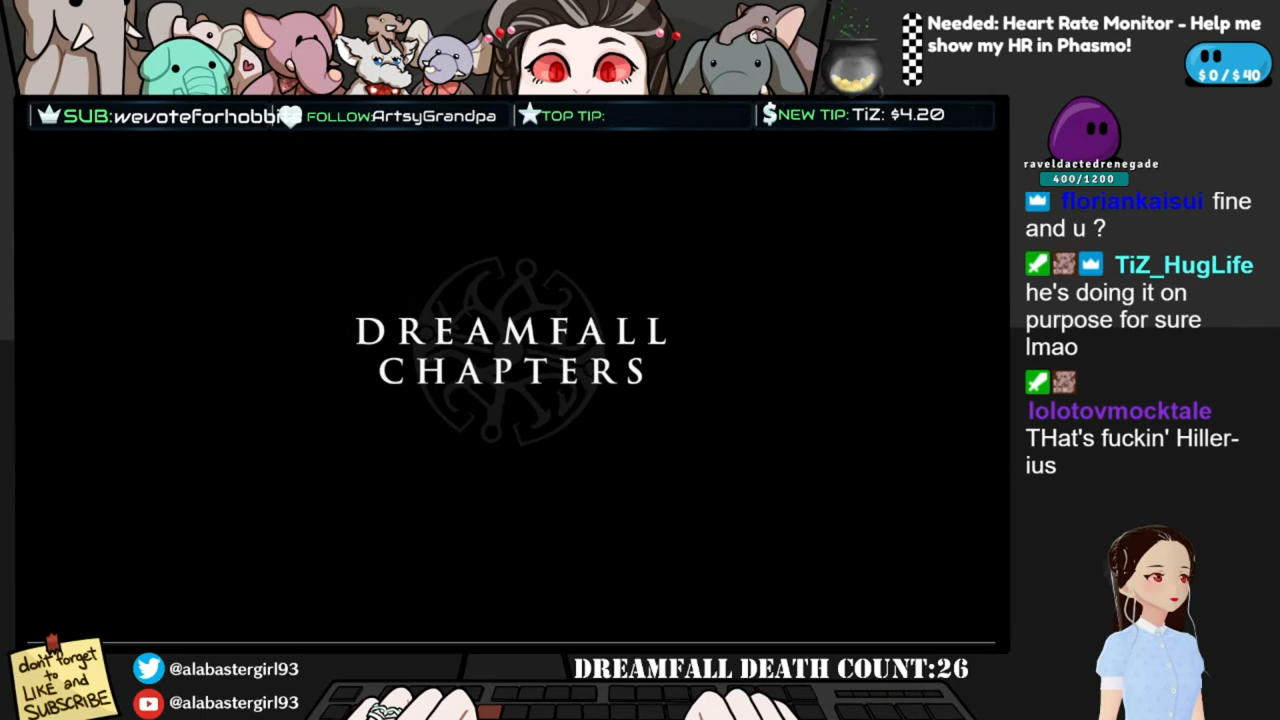 Needed: Heart Rate Monitor - Help me
show my HR in Phasmo!
$ 0 / $ 40
SUB:wevoteforhobbi
FOLLOW:ArtsyGrandpa
TOP TIP:
NEW TIP: TiZ: $4.20
raveldactedrenegade
400/1200
floriankaisui fine
and u ?
TiZ_HugLife
he's doing it on
purpose for sure
lmao
lolotovmocktale
THat's fuckin' Hiller-
ius
DREAMFALL
CHAPTERS
don't forget
to
LIKE and
SUBSCRIBE
@alabastergirl93
@alabastergirl93
DREAMFALL DEATH COUNT:26